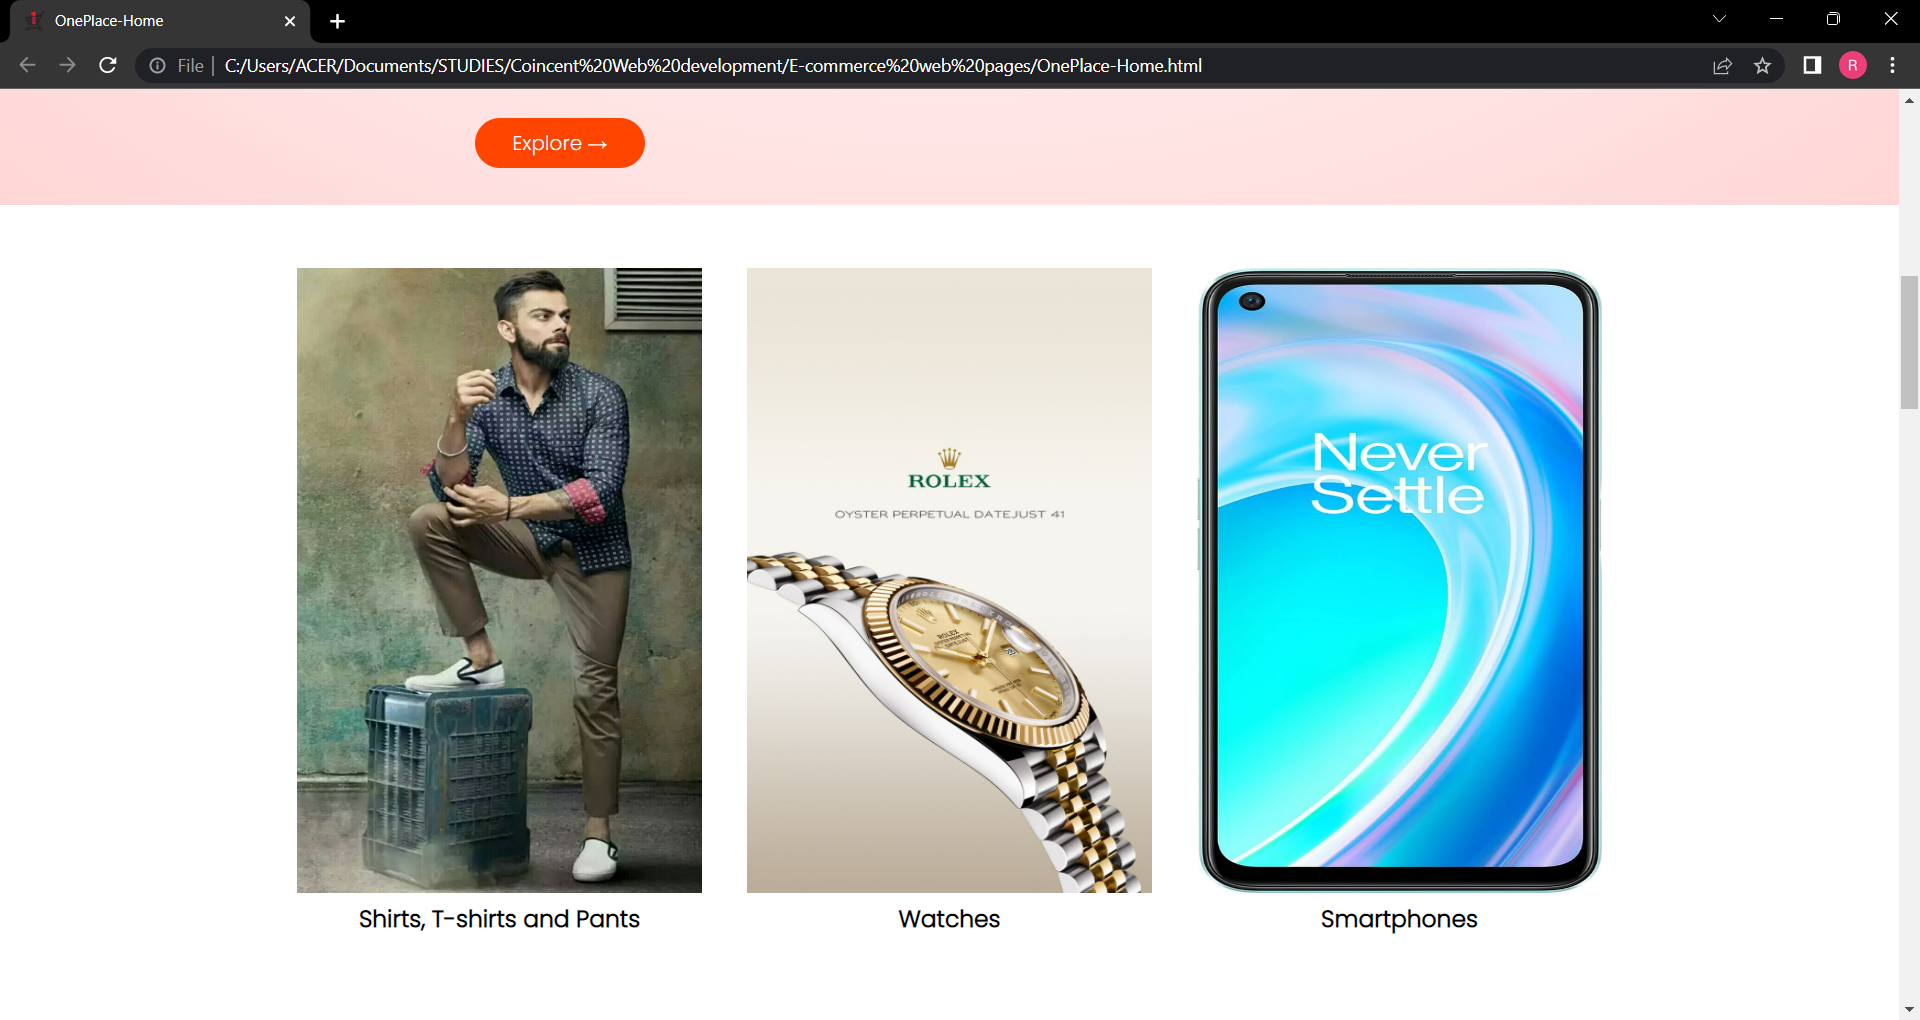 OnePlace-Home
File
C:/Users/ACER/Documents/STUDIES/Coincent%20Web%20development/E-commerce%20web%20pages/OnePlace-Home.html
R
Explore →
ROLEX
OYSTER PERPETUAL DATEJUST 41
ROLEX
Never
Settle
Shirts, T-shirts and Pants
Watches
Smartphones